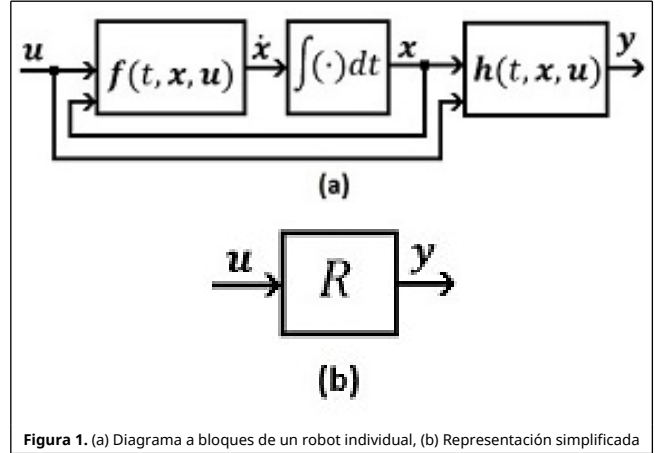 u f(t, x, u) ẋ ∫(·)dt x h(t, x, u) y
(a)
u R y
(b)
Figura 1. (a) Diagrama a bloques de un robot individual, (b) Representación simplificada